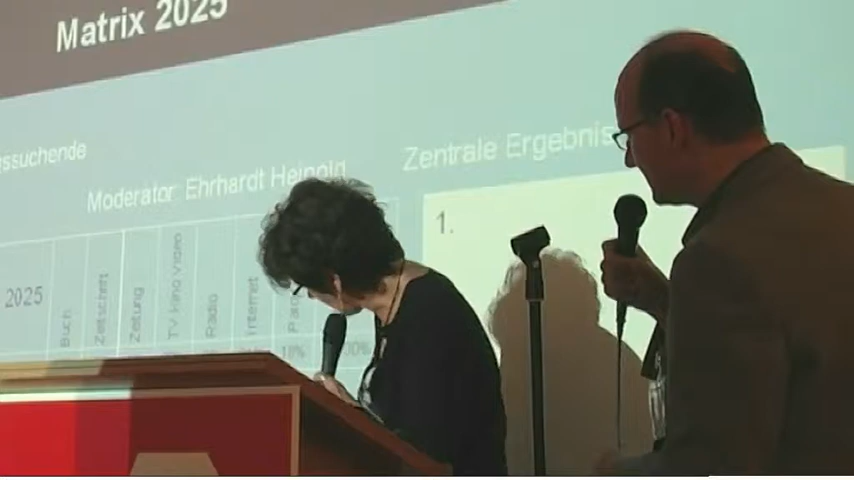 Matrix 2025
ssuchende
Moderator: Ehrhardt Heinold
Zentrale Ergebnis
1.
2025
Buch
Zeitschrift
Zeitung
TV Kino Video
Radio
Internet
10%